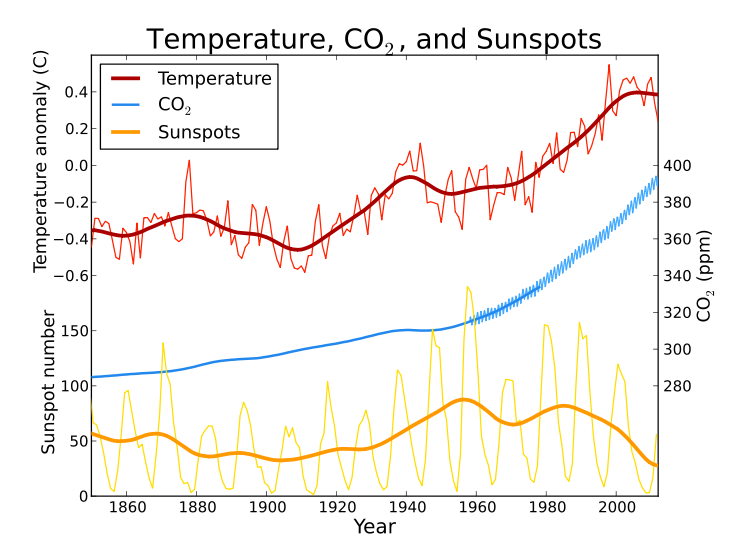 Temperature, CO₂, and Sunspots
Temperature
CO₂
Sunspots
Temperature anomaly (C)
0.4
0.2
0.0
−0.2
−0.4
−0.6
Sunspot number
150
100
50
0
400
380
360
340
320
300
280
CO₂ (ppm)
1860 1880 1900 1920 1940 1960 1980 2000
Year